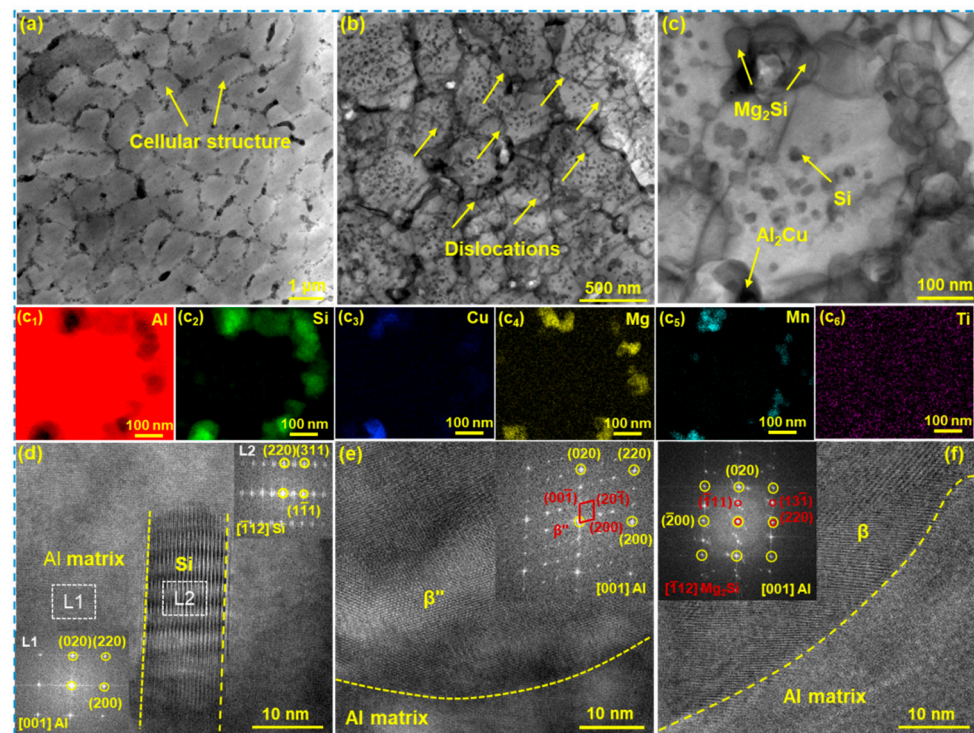 (a)
Cellular structure
1 μm
(b)
Dislocations
500 nm
(c)
Mg₂Si
Si
Al₂Cu
100 nm
(c₁) Al
100 nm
(c₂) Si
100 nm
(c₃) Cu
100 nm
(c₄) Mg
100 nm
(c₅) Mn
100 nm
(c₆) Ti
100 nm
(d)
L2
(220)(311)
(11̄1)
[1̄12] Si
Si
Al matrix
L1
L2
L1
(020)(220)
(200)
[001] Al
10 nm
(e)
(020) (220)
(001̄) (201̄)
β" (200)
(200)
[001] Al
β"
Al matrix
10 nm
(f)
(020)
(1̄11) (131̄)
(2̄00) (220)
[1̄12] Mg₂Si [001] Al
β
Al matrix
10 nm